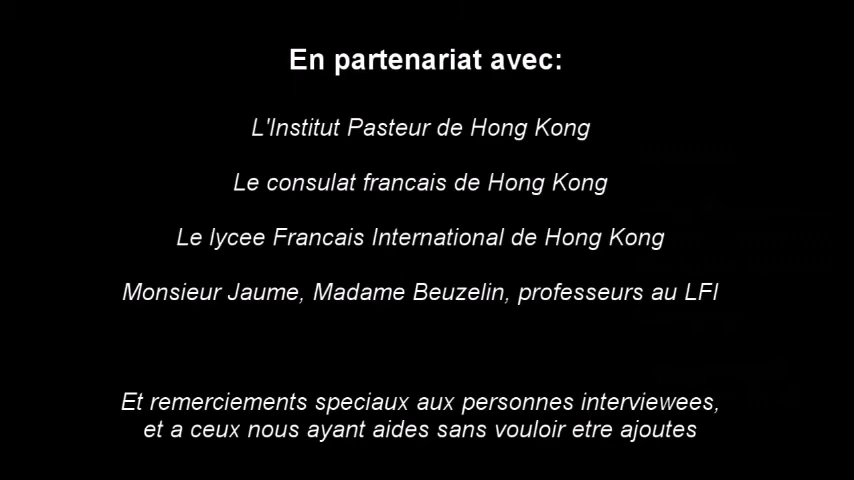 En partenariat avec:
L'Institut Pasteur de Hong Kong
Le consulat francais de Hong Kong
Le lycee Francais International de Hong Kong
Monsieur Jaume, Madame Beuzelin, professeurs au LFI
Et remerciements speciaux aux personnes interviewees,
et a ceux nous ayant aides sans vouloir etre ajoutes